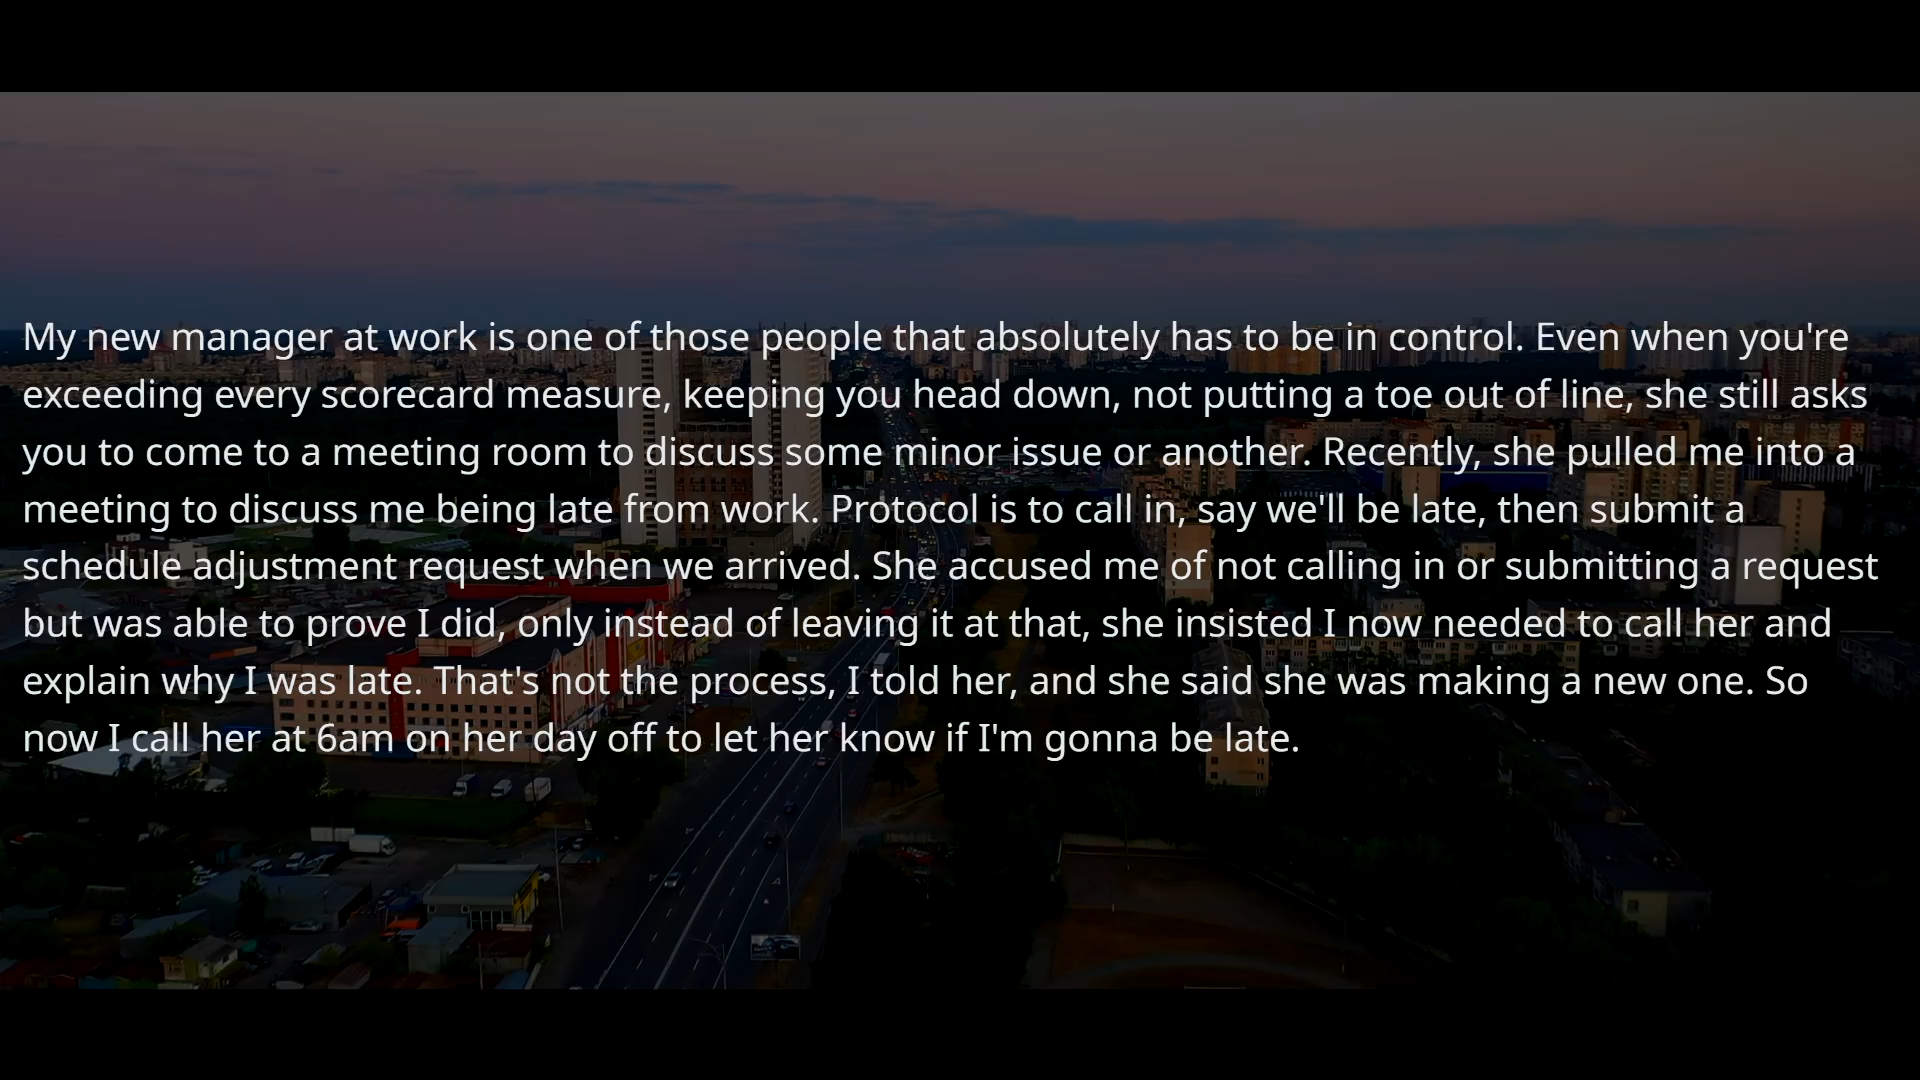 My new manager at work is one of those people that absolutely has to be in control. Even when you're
exceeding every scorecard measure, keeping you head down, not putting a toe out of line, she still asks
you to come to a meeting room to discuss some minor issue or another. Recently, she pulled me into a
meeting to discuss me being late from work. Protocol is to call in, say we'll be late, then submit a
schedule adjustment request when we arrived. She accused me of not calling in or submitting a request
but was able to prove I did, only instead of leaving it at that, she insisted I now needed to call her and
explain why I was late. That's not the process, I told her, and she said she was making a new one. So
now I call her at 6am on her day off to let her know if I'm gonna be late.